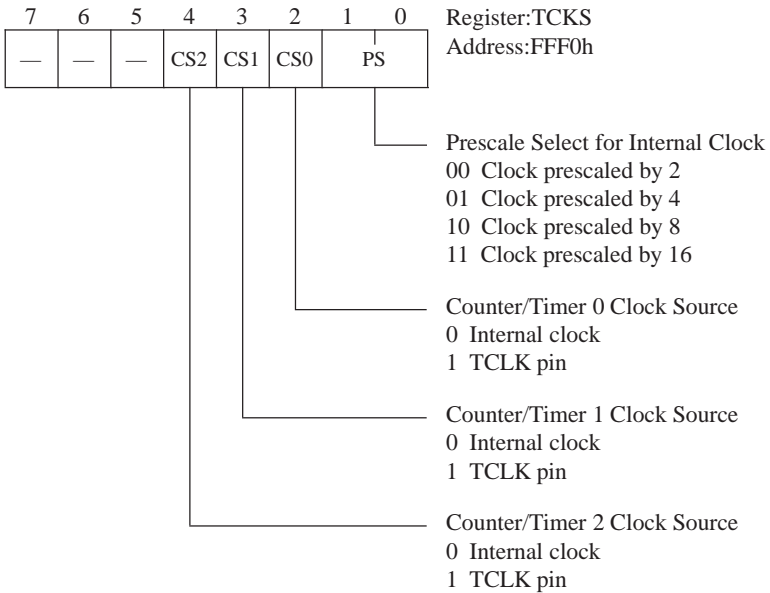 7 6 5 4 3 2 1 0
— — — CS2 CS1 CS0 PS
Register:TCKS
Address:FFF0h
Prescale Select for Internal Clock
00 Clock prescaled by 2
01 Clock prescaled by 4
10 Clock prescaled by 8
11 Clock prescaled by 16
Counter/Timer 0 Clock Source
0 Internal clock
1 TCLK pin
Counter/Timer 1 Clock Source
0 Internal clock
1 TCLK pin
Counter/Timer 2 Clock Source
0 Internal clock
1 TCLK pin